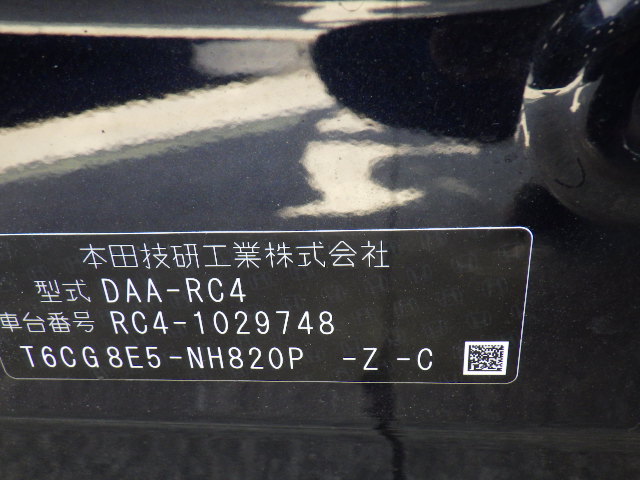 本田技研工業株式会社
型式 DAA-RC4
車台番号 RC4-1029748
T6CG8E5-NH820P -Z -C